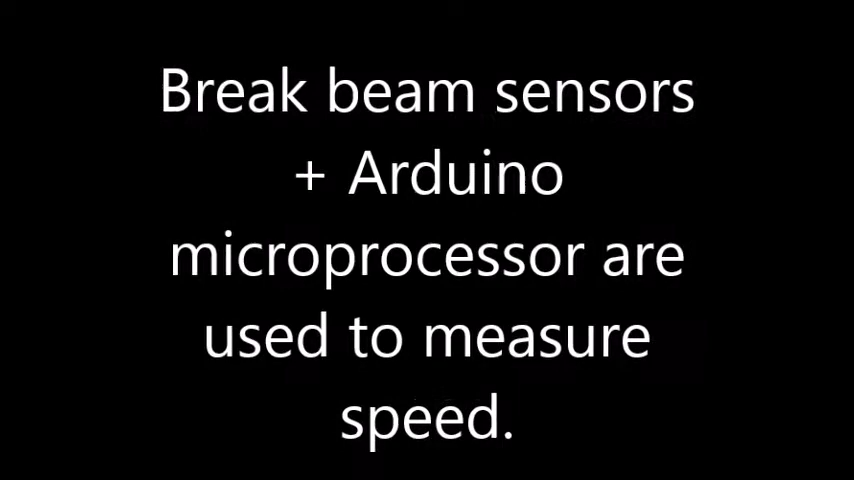 Break beam sensors
+ Arduino
microprocessor are
used to measure
speed.